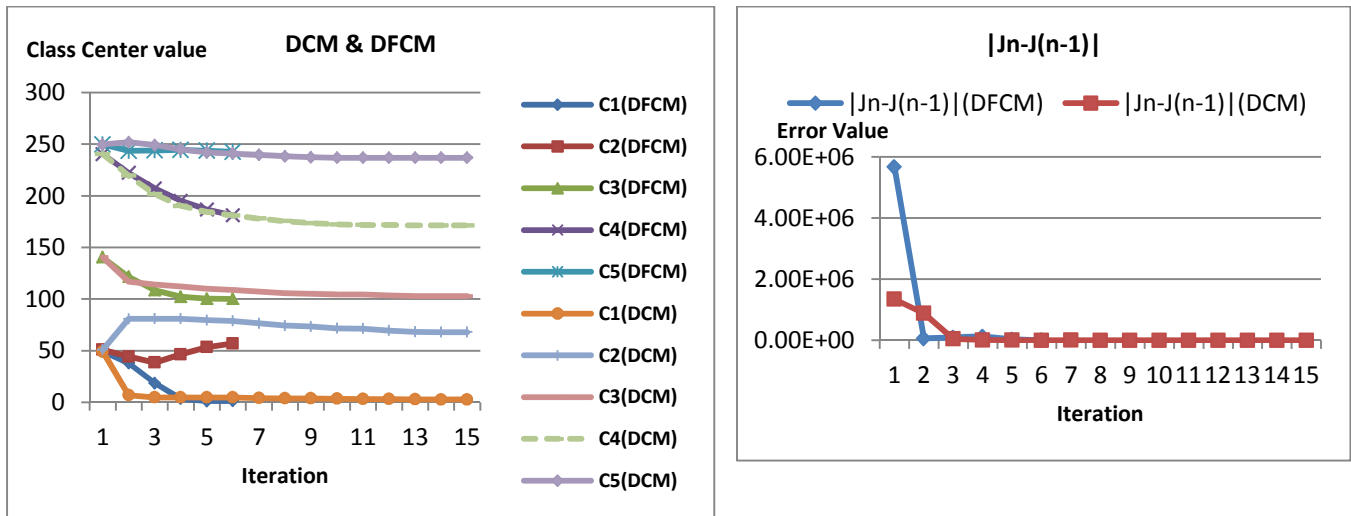 Class Center value
DCM & DFCM
300
250
200
150
100
50
0
1 3 5 7 9 11 13 15
Iteration
C1(DFCM)
C2(DFCM)
C3(DFCM)
C4(DFCM)
C5(DFCM)
C1(DCM)
C2(DCM)
C3(DCM)
C4(DCM)
C5(DCM)
|Jn-J(n-1)|
|Jn-J(n-1)|(DFCM) |Jn-J(n-1)|(DCM)
Error Value
6.00E+06
4.00E+06
2.00E+06
0.00E+00
1 2 3 4 5 6 7 8 9 10 11 12 13 14 15
Iteration